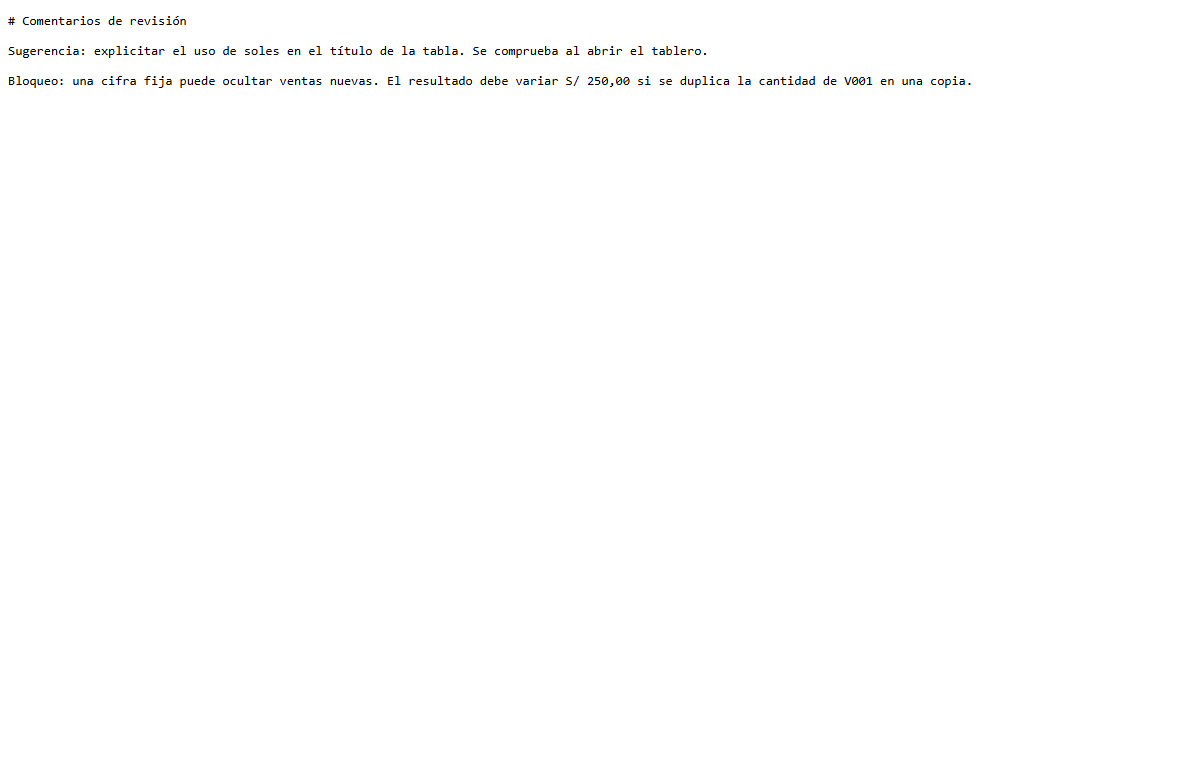 # Comentarios de revisión
Sugerencia: explicitar el uso de soles en el título de la tabla. Se comprueba al abrir el tablero.
Bloqueo: una cifra fija puede ocultar ventas nuevas. El resultado debe variar S/ 250,00 si se duplica la cantidad de V001 en una copia.